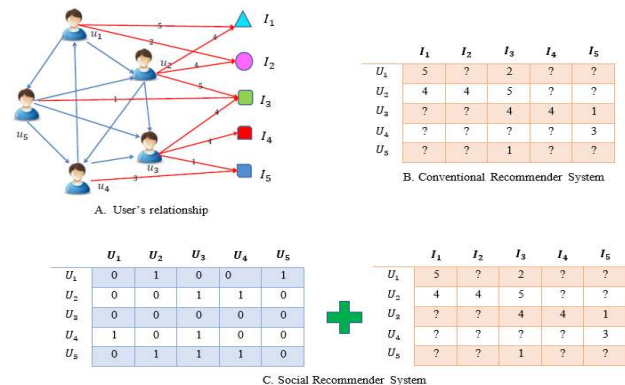 u₁
u₂
u₃
u₄
u₅
5
2
4
4
5
1
4
4
1
3
I₁
I₂
I₃
I₄
I₅
A. User's relationship
I₁ I₂ I₃ I₄ I₅
U₁ 5 ? 2 ? ?
U₂ 4 4 5 ? ?
U₃ ? ? 4 4 1
U₄ ? ? ? ? 3
U₅ ? ? 1 ? ?
B. Conventional Recommender System
U₁ U₂ U₃ U₄ U₅
U₁ 0 1 0 0 1
U₂ 0 0 1 1 0
U₃ 0 0 0 0 0
U₄ 1 0 1 0 0
U₅ 0 1 1 1 0
I₁ I₂ I₃ I₄ I₅
U₁ 5 ? 2 ? ?
U₂ 4 4 5 ? ?
U₃ ? ? 4 4 1
U₄ ? ? ? ? 3
U₅ ? ? 1 ? ?
C. Social Recommender System